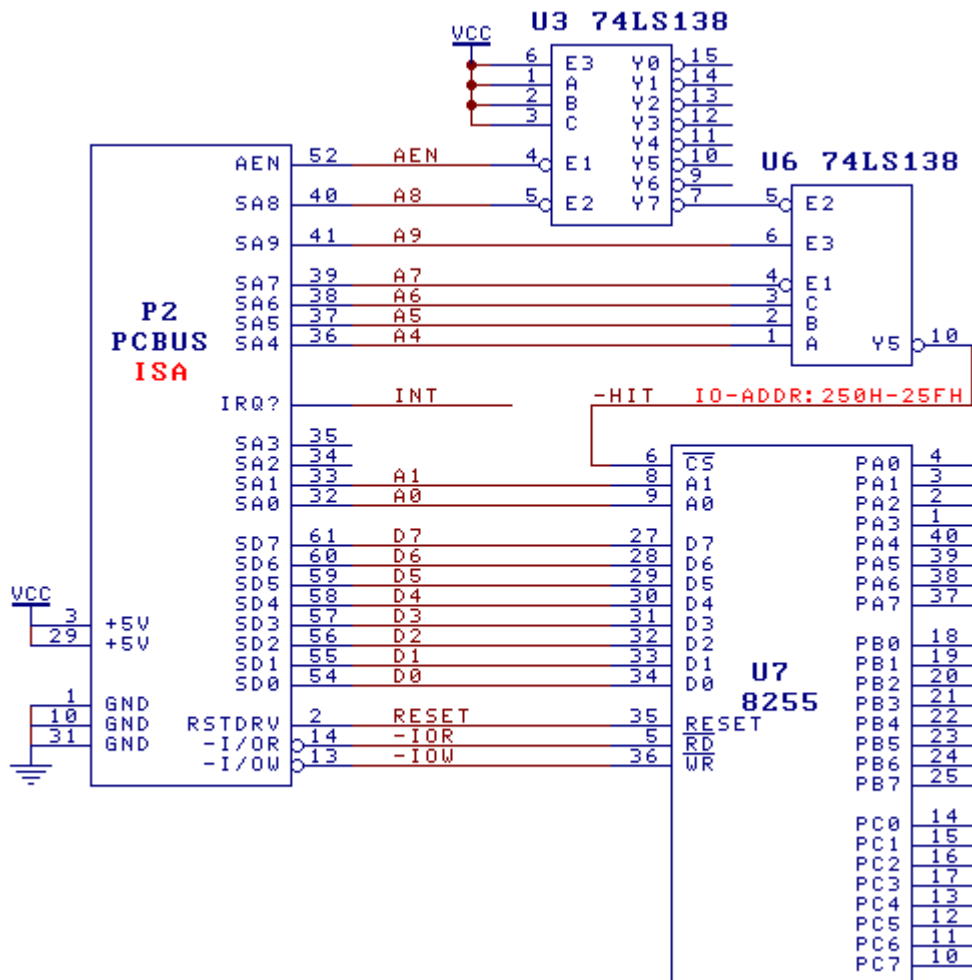 U3 74LS138
VCC
6 E3 Y0 15
1 A Y1 14
2 B Y2 13
3 C Y3 12
Y4 11
AEN 52 AEN 4 E1 Y5 10
Y6 9
SA8 40 A8 5 E2 Y7 7
U6 74LS138
5 E2
SA9 41 A9 6 E3
SA7 39 A7 4 E1
SA6 38 A6 3 C
SA5 37 A5 2 B
SA4 36 A4 1 A Y5 10
P2
PCBUS
ISA
IRQ? INT -HIT IO-ADDR:250H-25FH
SA3 35
SA2 34
6 CS PA0 4
SA1 33 A1 8 A1 PA1 3
SA0 32 A0 9 A0 PA2 2
PA3 1
SD7 61 D7 27 D7 PA4 40
SD6 60 D6 28 D6 PA5 39
SD5 59 D5 29 D5 PA6 38
SD4 58 D4 30 D4 PA7 37
VCC
3 +5V SD3 57 D3 31 D3
29 +5V SD2 56 D2 32 D2 PB0 18
SD1 55 D1 33 D1 PB1 19
SD0 54 D0 34 D0 PB2 20
U7
8255
1 GND PB3 21
10 GND RSTDRV 2 RESET 35 RESET PB4 22
31 GND -I/OR 14 -IOR 5 RD PB5 23
-I/OW 13 -IOW 36 WR PB6 24
PB7 25
PC0 14
PC1 15
PC2 16
PC3 17
PC4 13
PC5 12
PC6 11
PC7 10